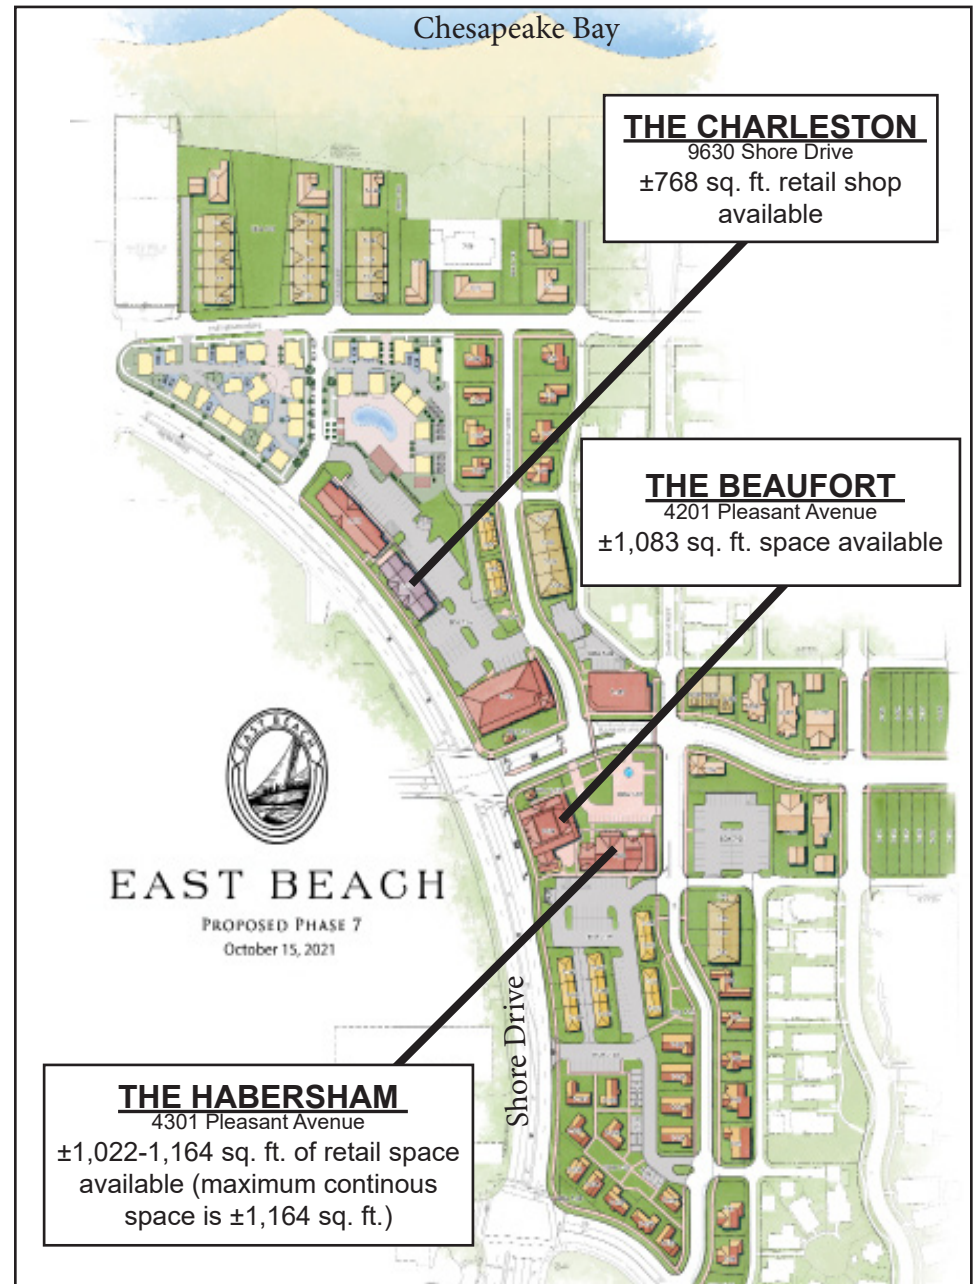 Chesapeake Bay
THE CHARLESTON
9630 Shore Drive
±768 sq. ft. retail shop
available
THE BEAUFORT
4201 Pleasant Avenue
±1,083 sq. ft. space available
EAST BEACH
EAST BEACH
PROPOSED PHASE 7
October 15, 2021
Shore Drive
THE HABERSHAM
4301 Pleasant Avenue
±1,022-1,164 sq. ft. of retail space
available (maximum continous
space is ±1,164 sq. ft.)